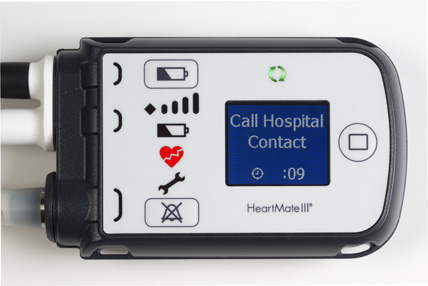 Call Hospital
Contact
:09
HeartMate III®